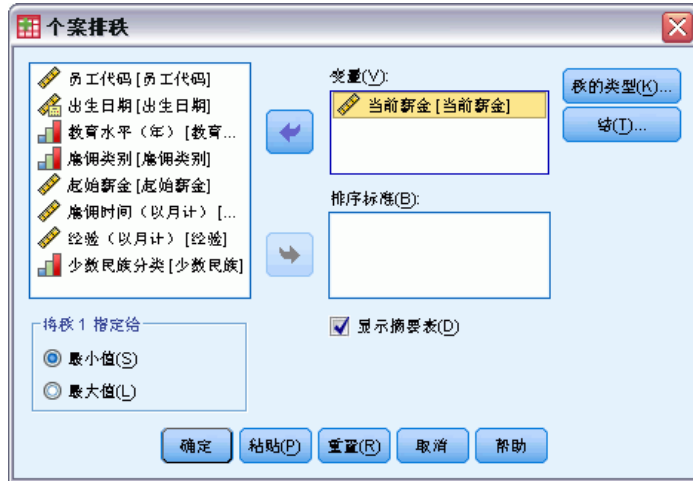 个案排秩
员工代码 [员工代码]
出生日期 [出生日期]
教育水平（年） [教育...
雇佣类别 [雇佣类别]
起始薪金 [起始薪金]
雇佣时间（以月计） [...
经验（以月计） [经验]
少数民族分类 [少数民族]
变量(V):
当前薪金 [当前薪金]
秩的类型(K)...
结(T)...
排序标准(B):
将秩 1 指定给
最小值(S)
最大值(L)
显示摘要表(D)
确定
粘贴(P)
重置(R)
取消
帮助